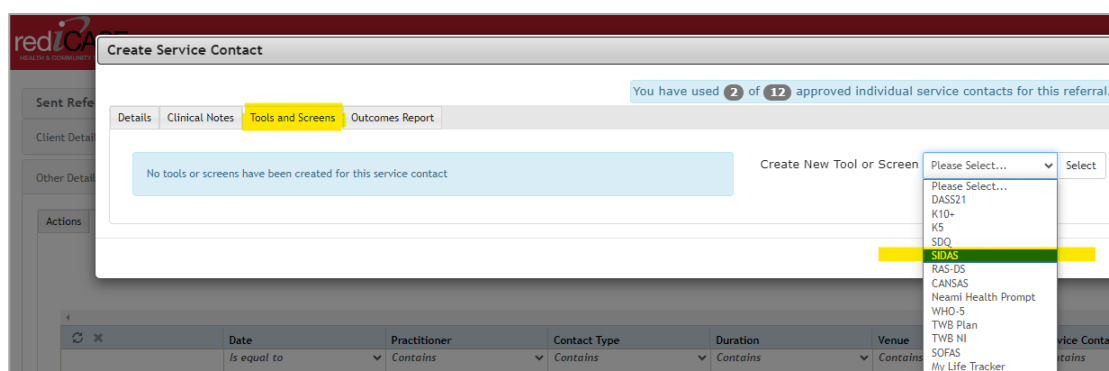 rediCASE
HEALTH & COMMUNITY
Create Service Contact
You have used 2 of 12 approved individual service contacts for this referral.
Sent Refe
Details Clinical Notes Tools and Screens Outcomes Report
Client Detail
No tools or screens have been created for this service contact
Create New Tool or Screen Please Select... Select
Other Detail
Please Select...
DASS21
K10+
K5
SDQ
SIDAS
RAS-DS
CANSAS
Neami Health Prompt
WHO-5
TWB Plan
TWB NI
SOFAS
My Life Tracker
Actions
Date Practitioner Contact Type Duration Venue vice Conta
Is equal to Contains Contains Contains Contains ntains